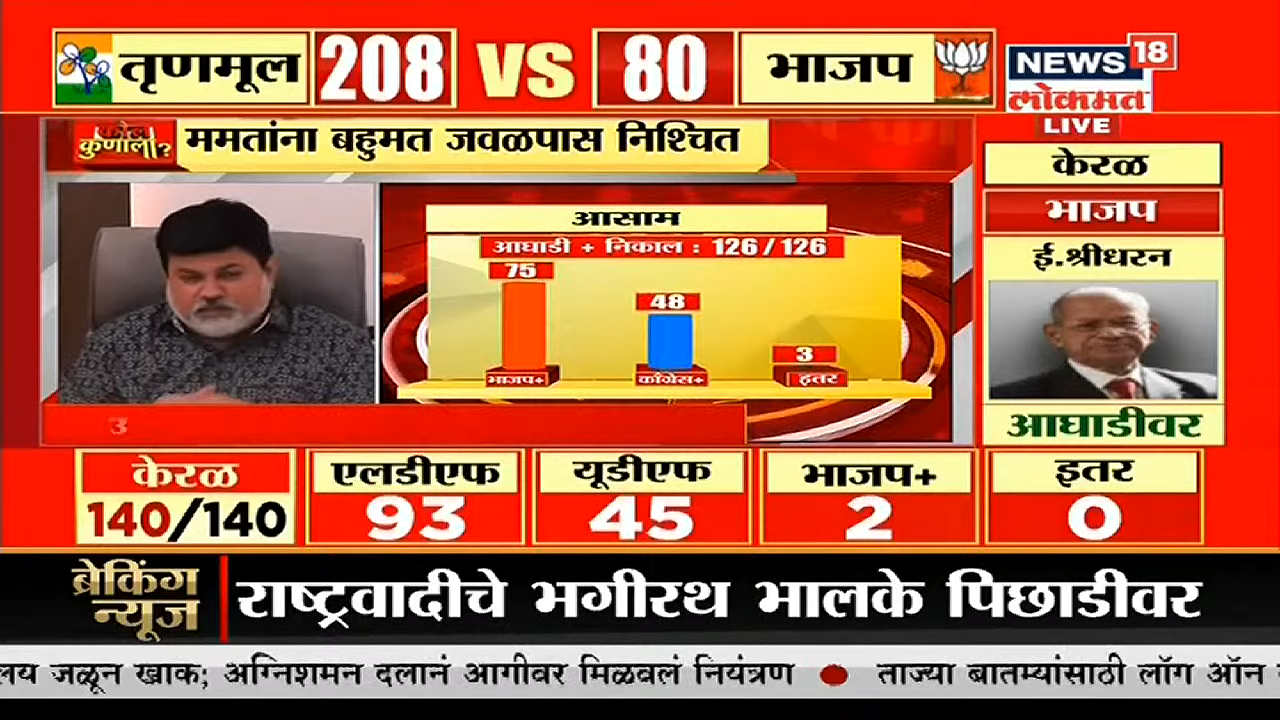 तृणमूल 208 VS 80 भाजप
NEWS 18
लोकमत
LIVE
कौल
कुणाला?
ममतांना बहुमत जवळपास निश्चित
केरळ
भाजप
ई.श्रीधरन
आघाडीवर
आसाम
आघाडी + निकाल : 126/126
75
48
3
भाजप+ काँग्रेस+ इतर
3
केरळ एलडीएफ यूडीएफ भाजप+ इतर
140/140 93 45 2 0
ब्रेकिंग
न्यूज
राष्ट्रवादीचे भगीरथ भालके पिछाडीवर
लय जळून खाक; अग्निशमन दलानं आगीवर मिळवलं नियंत्रण ● ताज्या बातम्यांसाठी लॉग ऑन